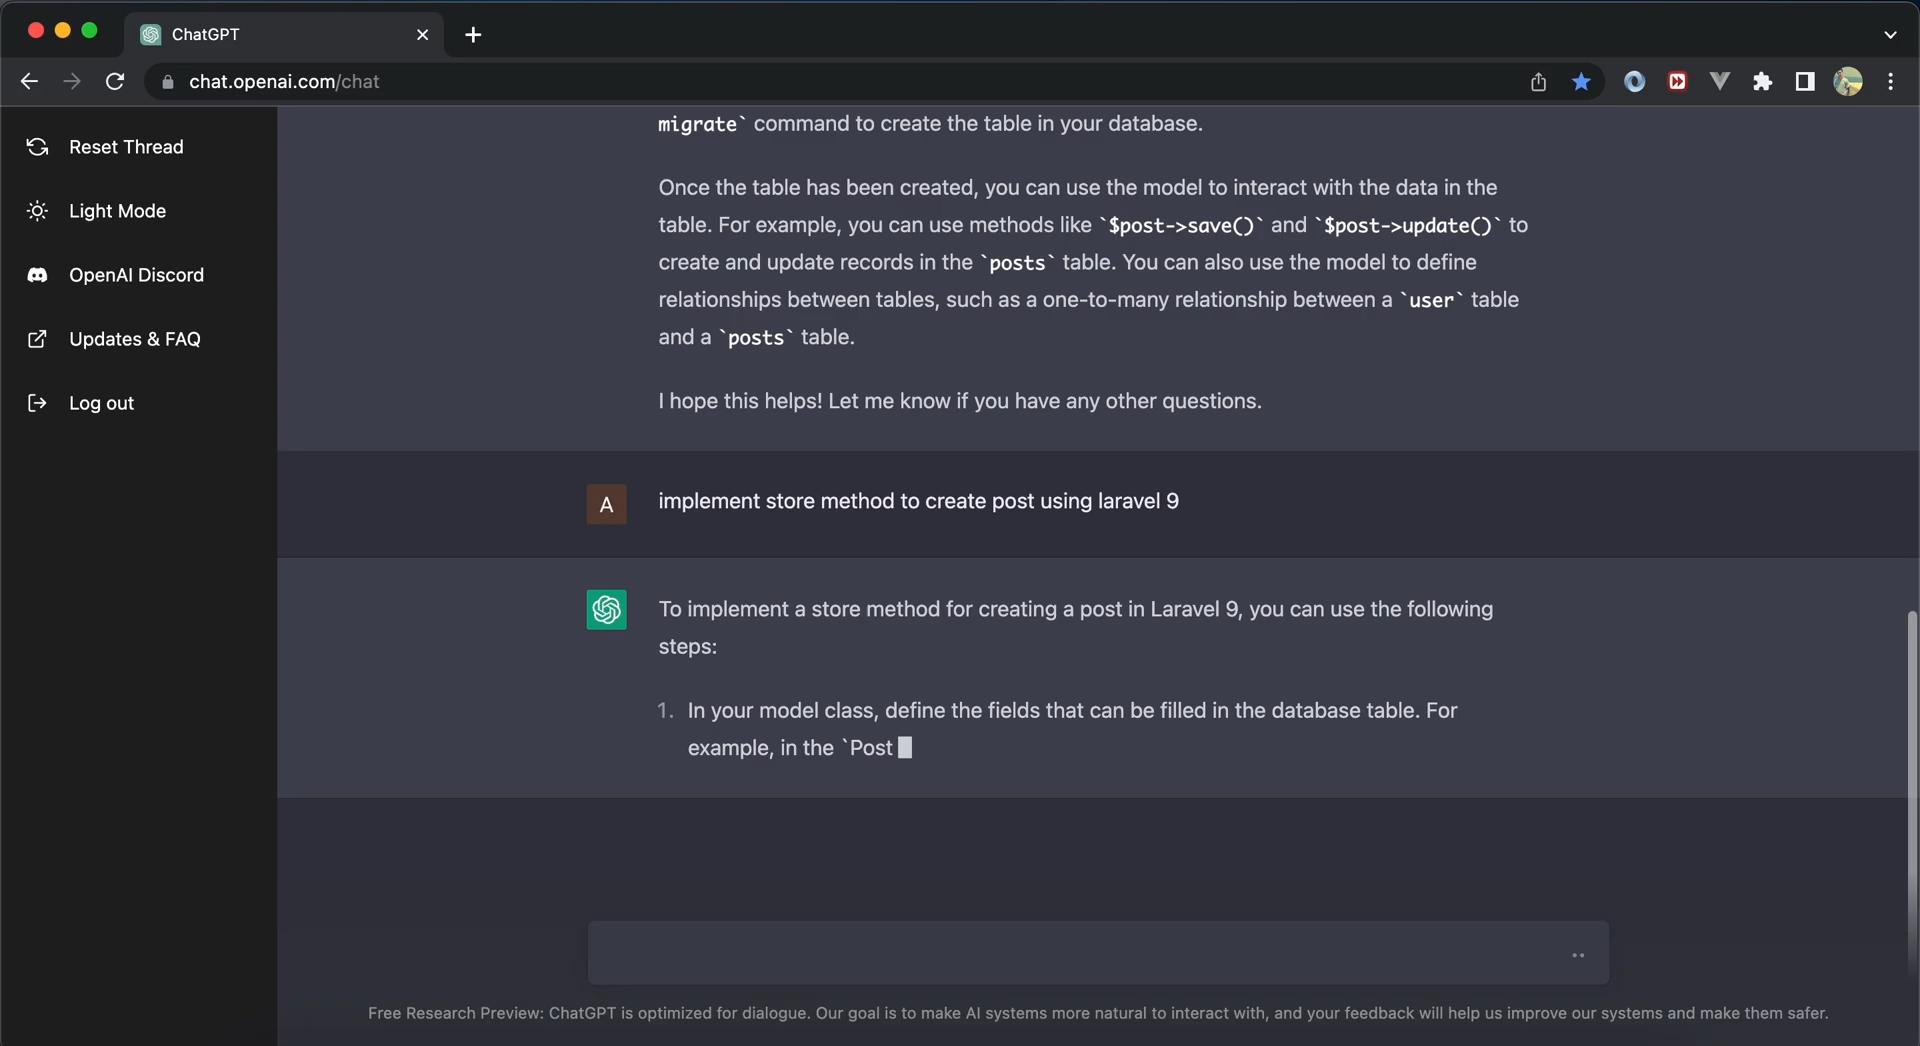 ChatGPT
chat.openai.com/chat
Reset Thread
Light Mode
OpenAI Discord
Updates & FAQ
Log out
migrate` command to create the table in your database.
Once the table has been created, you can use the model to interact with the data in the
table. For example, you can use methods like `$post->save()` and `$post->update()` to
create and update records in the `posts` table. You can also use the model to define
relationships between tables, such as a one-to-many relationship between a `user` table
and a `posts` table.
I hope this helps! Let me know if you have any other questions.
A
implement store method to create post using laravel 9
To implement a store method for creating a post in Laravel 9, you can use the following
steps:
1. In your model class, define the fields that can be filled in the database table. For
example, in the `Post
Free Research Preview: ChatGPT is optimized for dialogue. Our goal is to make AI systems more natural to interact with, and your feedback will help us improve our systems and make them safer.